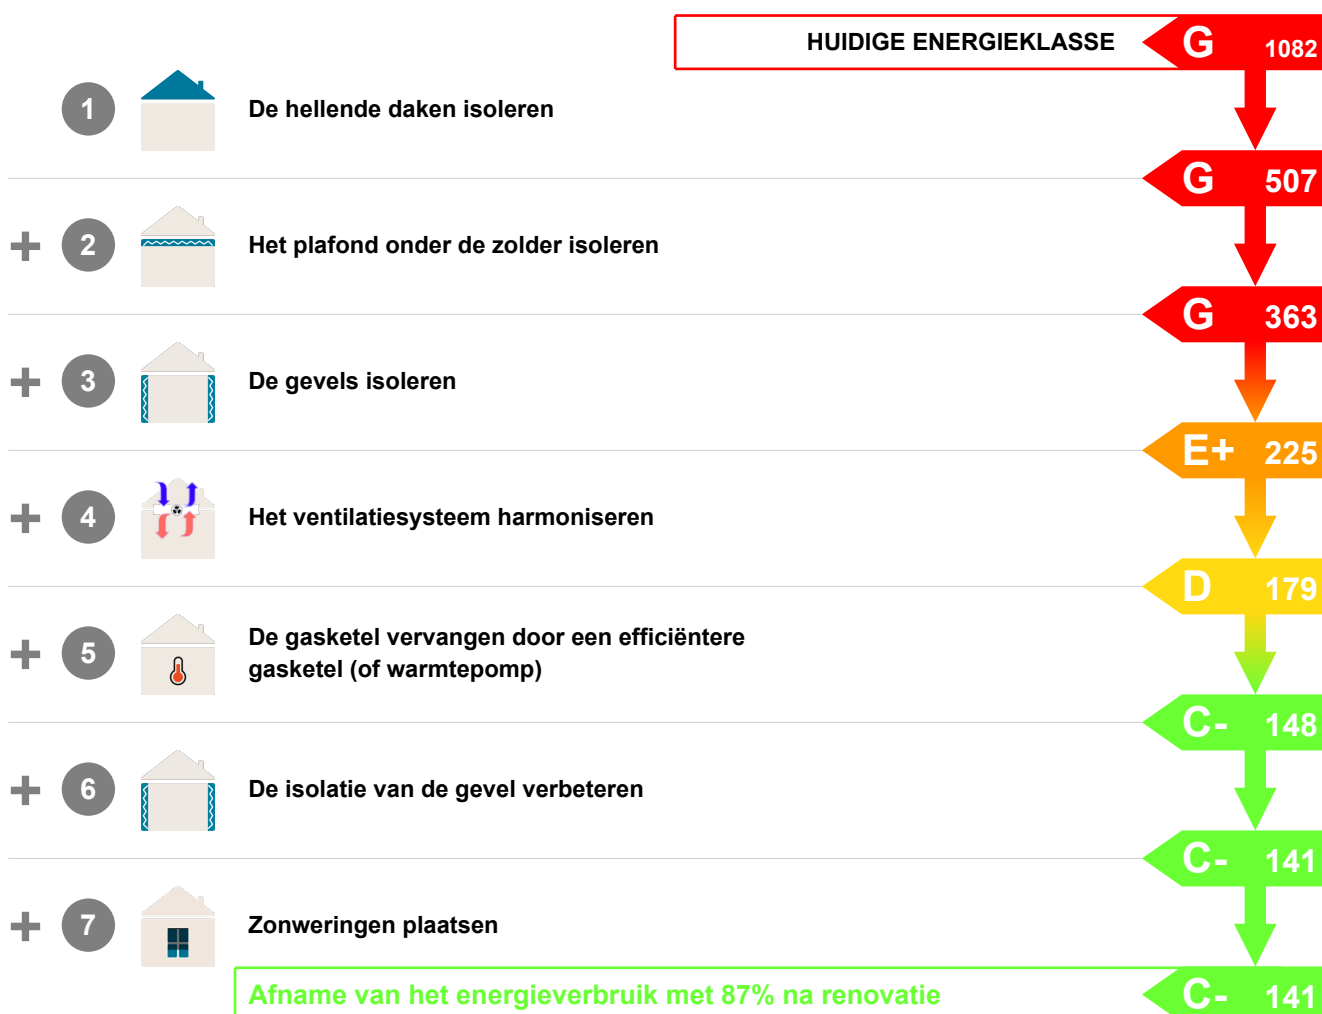 HUIDIGE ENERGIEKLASSE G 1082
1 De hellende daken isoleren
G 507
+ 2 Het plafond onder de zolder isoleren
G 363
+ 3 De gevels isoleren
E+ 225
+ 4 Het ventilatiesysteem harmoniseren
D 179
+ 5 De gasketel vervangen door een efficiëntere
gasketel (of warmtepomp)
C- 148
+ 6 De isolatie van de gevel verbeteren
C- 141
+ 7 Zonweringen plaatsen
Afname van het energieverbruik met 87% na renovatie C- 141